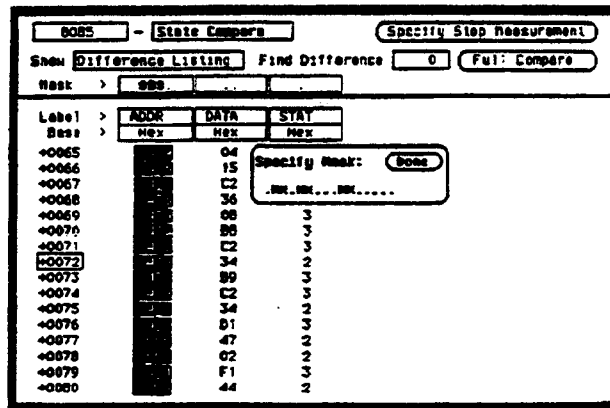 8085 - State Compare Specify Stop Measurement
Show Difference Listing Find Difference 0 Full Compare
Mask >
Label > ADDR DATA STAT
Base > Hex Hex Hex
+0065 04
+0066 15 Specify Mask: Done
+0067 C2
+0068 36
+0069 08 3
+0070 B8 3
+0071 C2 3
+0072 34 2
+0073 B9 3
+0074 C2 3
+0075 34 2
+0076 D1 3
+0077 47 2
+0078 02 2
+0079 F1 3
+0080 44 2